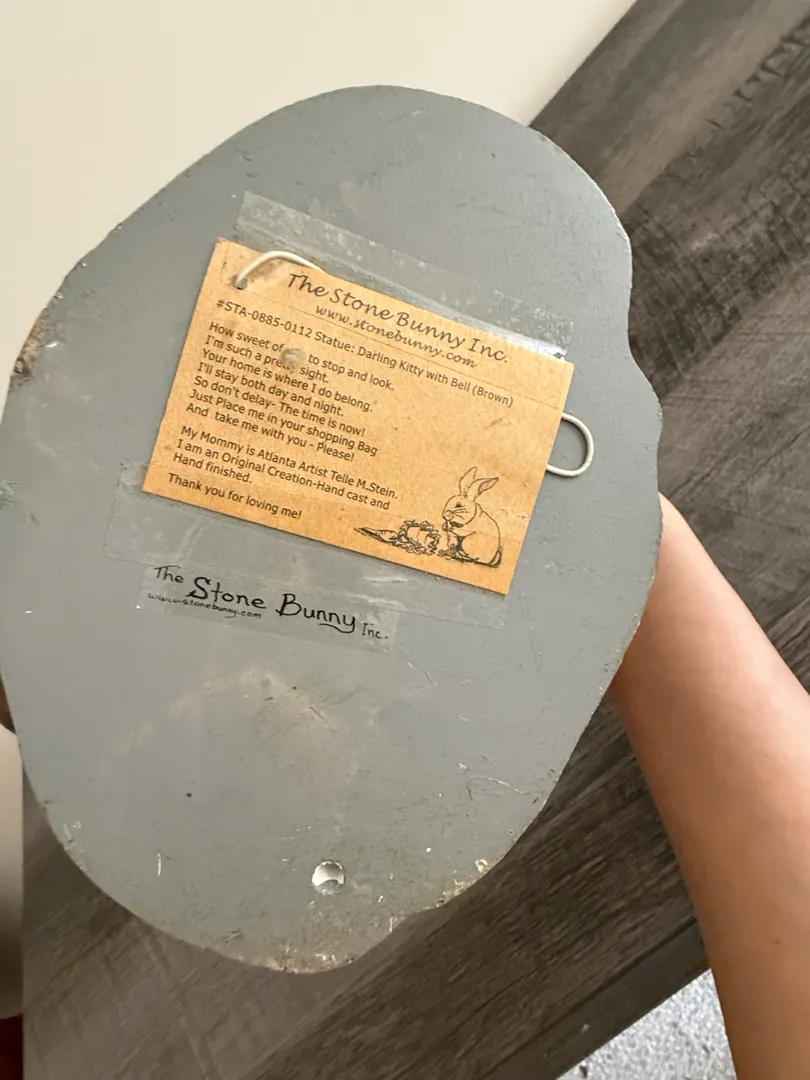 The Stone Bunny Inc.
www.stonebunny.com
#STA-0885-0112 Statue: Darling Kitty with Bell (Brown)
How sweet of to stop and look.
I'm such a sight.
Your home is where I do belong.
I'll stay both day and night.
So don't delay- The time is now!
Just Place me in your shopping Bag
And take me with you - Please!
My Mommy is Atlanta Artist Telle M.Stein.
I am an Original Creation-Hand cast and
Hand finished.
Thank you for loving me!
The Stone Bunny Inc.
www.stonebunny.com